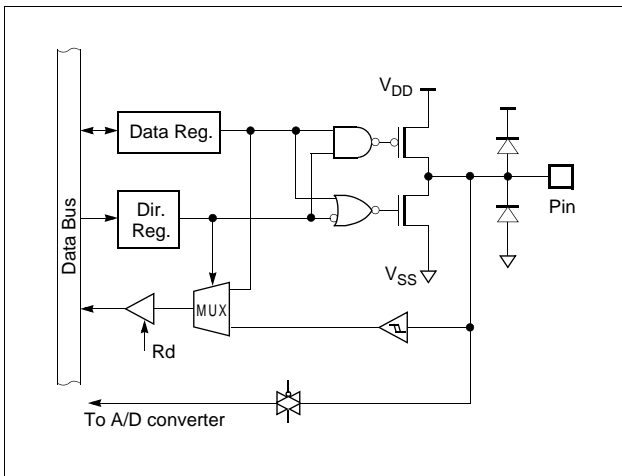 VDD
Data Reg.
Data Bus
Dir.
Reg.
Pin
VSS
MUX
Rd
To A/D converter